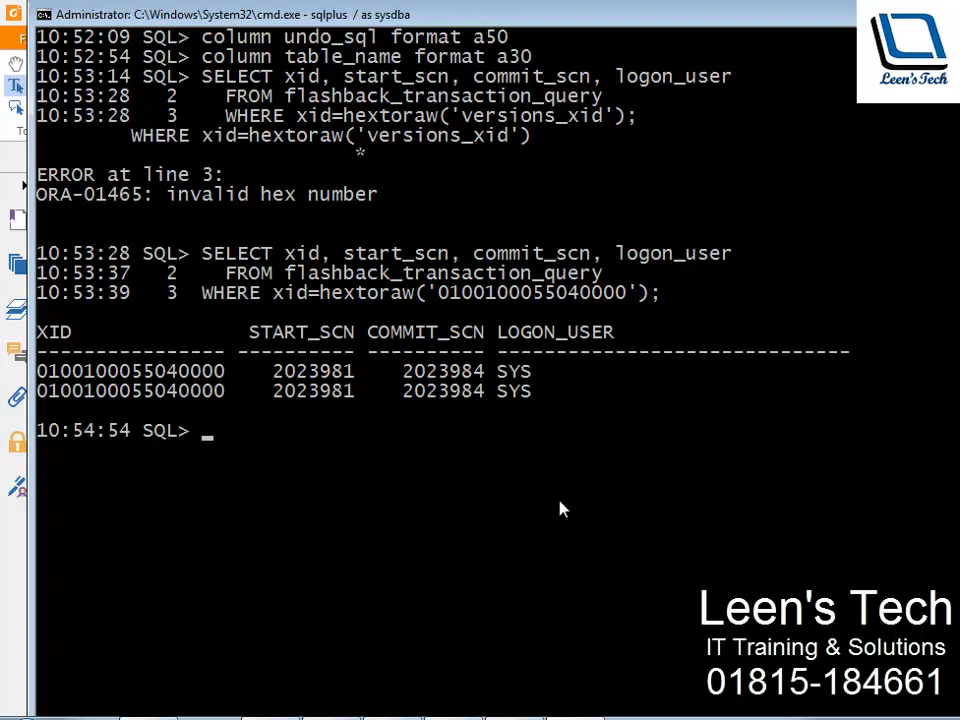 Administrator: C:\Windows\System32\cmd.exe - sqlplus / as sysdba
10:52:09 SQL> column undo_sql format a50
10:52:54 SQL> column table_name format a30
10:53:14 SQL> SELECT xid, start_scn, commit_scn, logon_user
10:53:28   2    FROM flashback_transaction_query
10:53:28   3    WHERE xid=hextoraw('versions_xid');
        WHERE xid=hextoraw('versions_xid')
                           *
ERROR at line 3:
ORA-01465: invalid hex number
10:53:28 SQL> SELECT xid, start_scn, commit_scn, logon_user
10:53:37   2    FROM flashback_transaction_query
10:53:39   3  WHERE xid=hextoraw('0100100055040000');
XID              START_SCN COMMIT_SCN LOGON_USER
---------------- ---------- ---------- ------------------------------
0100100055040000    2023981    2023984 SYS
0100100055040000    2023981    2023984 SYS
10:54:54 SQL> _
Leen's Tech
Leen's Tech
IT Training & Solutions
01815-184661